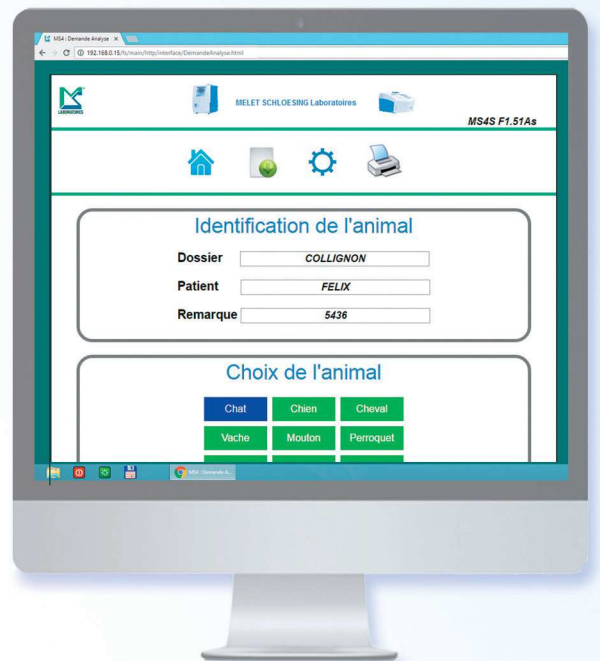 MS4 : Demande Analyse
192.168.0.15/fs/main/http/interface/DemandeAnalyse.html
LABORATOIRES
MELET SCHLOESING Laboratoires
MS4S F1.51As
Identification de l'animal
Dossier COLLIGNON
Patient FELIX
Remarque 5436
Choix de l'animal
Chat Chien Cheval
Vache Mouton Perroquet
MS4 : Demande A...